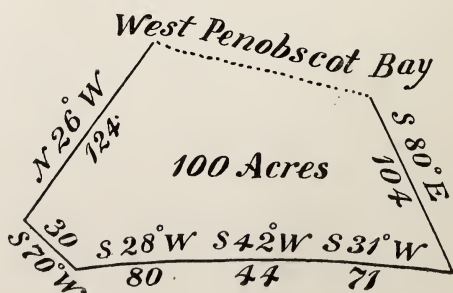 West Penobscot Bay
N 26° W
124.
S 80° E
104
100 Acres
30
S 70° W
S 28° W S 42° W S 31° W
80 44 71